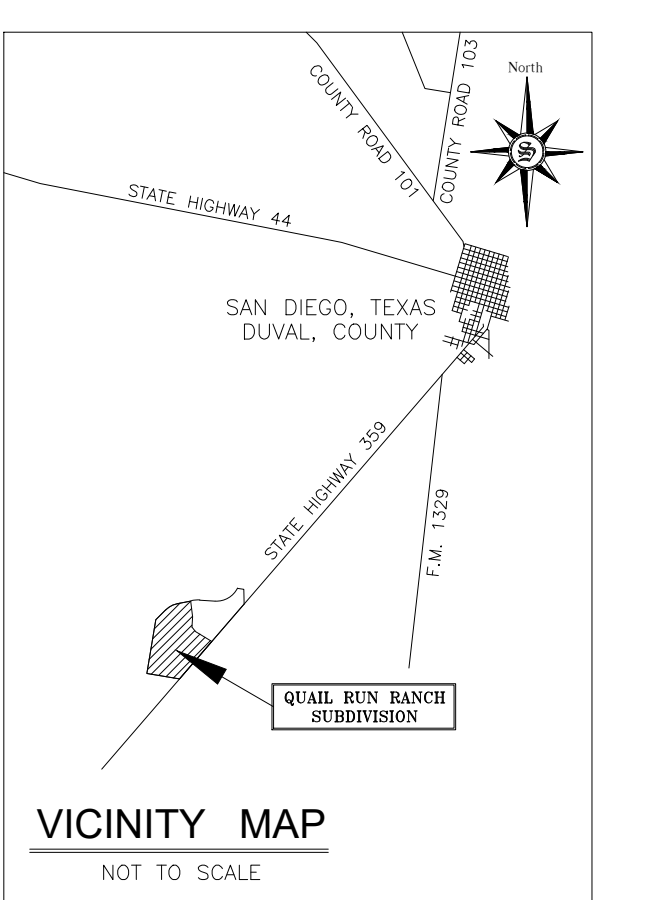 COUNTY ROAD 103
North
COUNTY ROAD 101
S
STATE HIGHWAY 44
SAN DIEGO, TEXAS
DUVAL, COUNTY
STATE HIGHWAY 359
F.M. 1329
QUAIL RUN RANCH
SUBDIVISION
VICINITY MAP
NOT TO SCALE